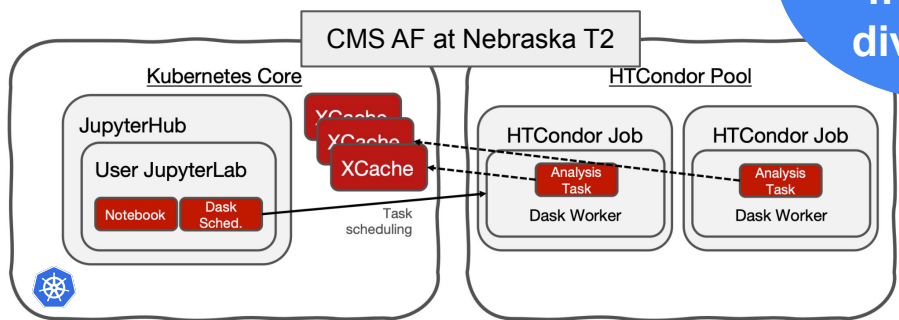 CMS AF at Nebraska T2
Kubernetes Core
HTCondor Pool
JupyterHub
User JupyterLab
Notebook
Dask
Sched.
XCache
XCache
XCache
Task
scheduling
HTCondor Job
Analysis
Task
Dask Worker
HTCondor Job
Analysis
Task
Dask Worker